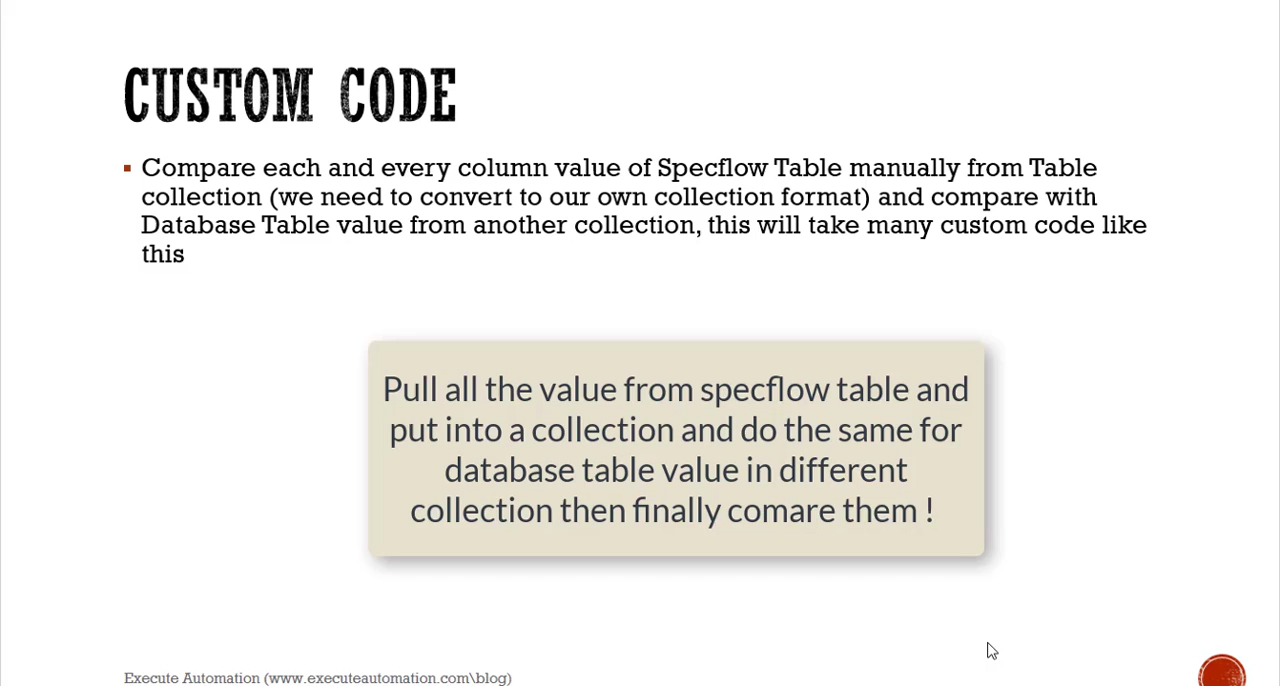 CUSTOM CODE
▪ Compare each and every column value of Specflow Table manually from Table
collection (we need to convert to our own collection format) and compare with
Database Table value from another collection, this will take many custom code like
this
Pull all the value from specflow table and
put into a collection and do the same for
database table value in different
collection then finally comare them !
Execute Automation (www.executeautomation.com\blog)